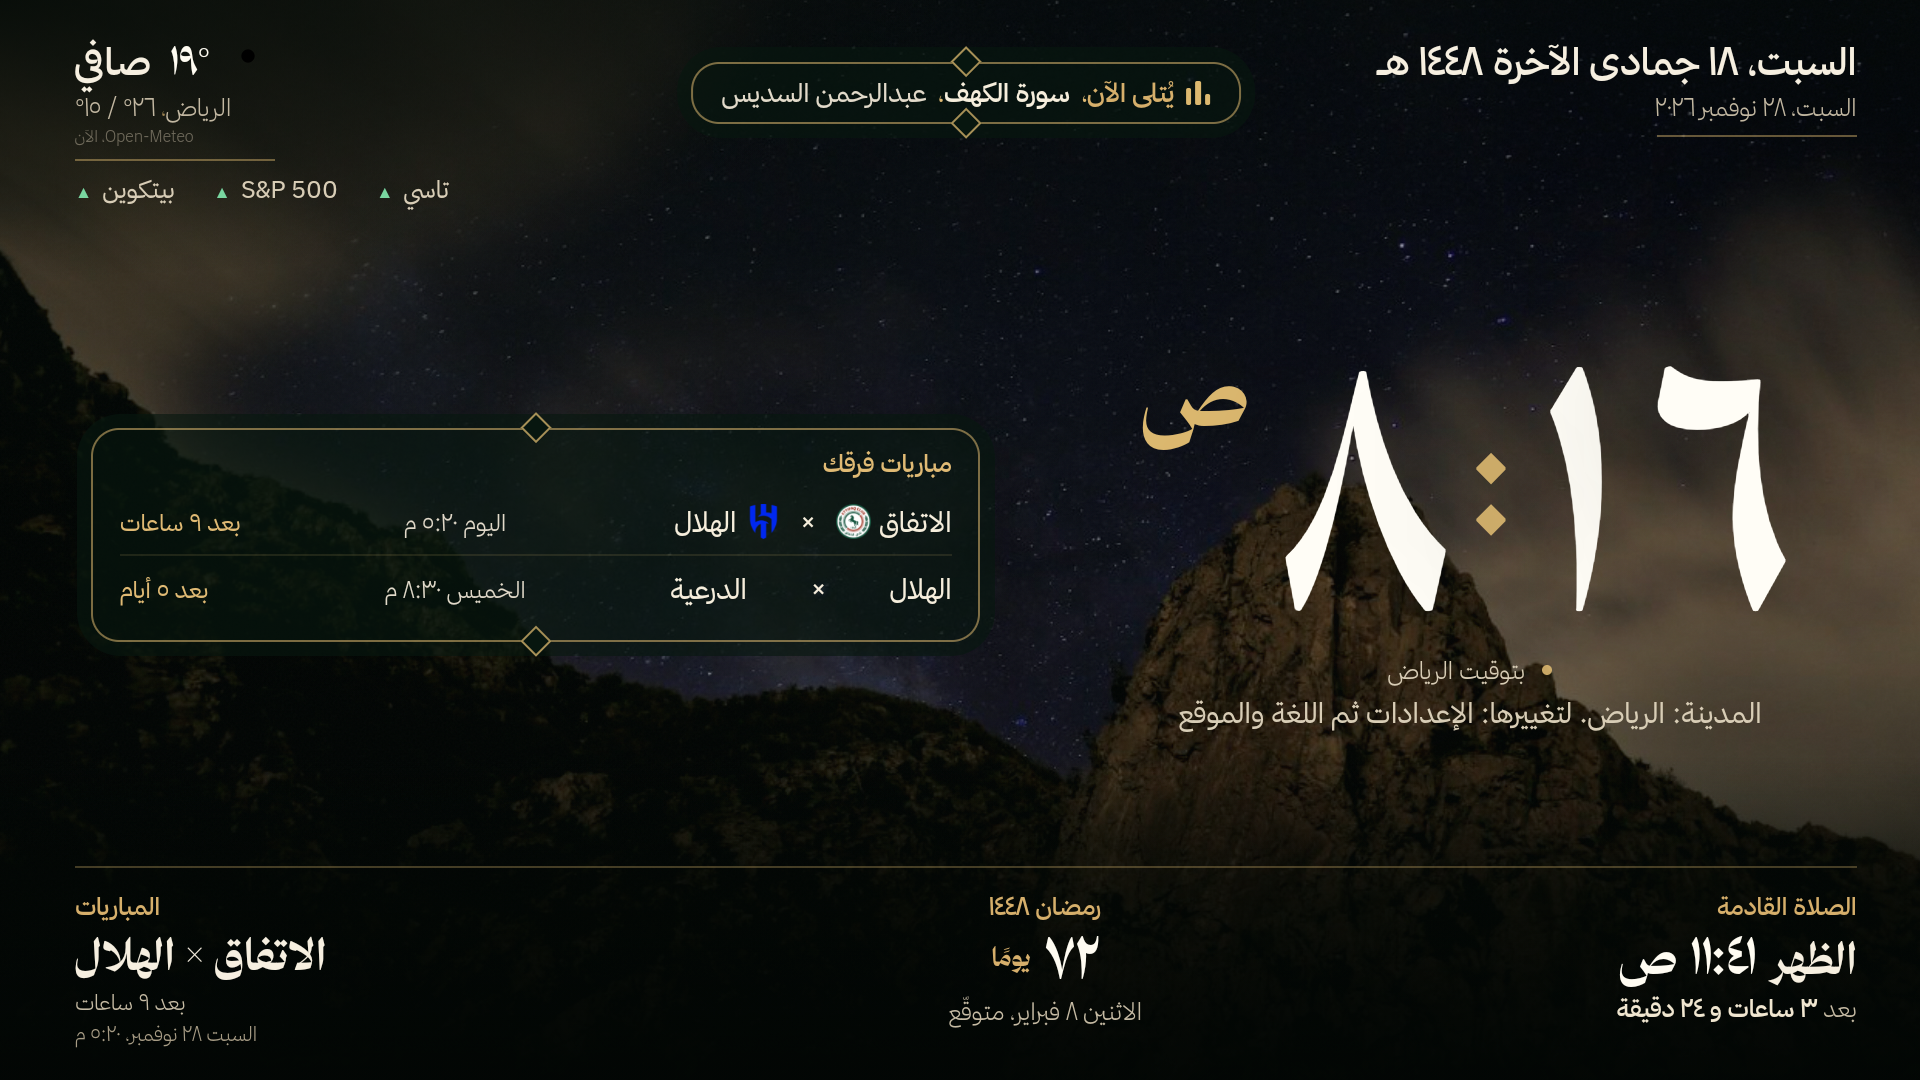 السبت، ١٨ جمادى الآخرة ١٤٤٨ هـ
السبت، ٢٨ نوفمبر ٢٠٢٦
يُتلى الآن، سورة الكهف، عبدالرحمن السديس
١٩° صافي
الرياض، ٢٦° / ١٥°
Open-Meteo، الآن
تاسي ▲ S&P 500 ▲ بيتكوين ▲
٨:١٦ ص
بتوقيت الرياض
المدينة: الرياض. لتغييرها: الإعدادات ثم اللغة والموقع
مباريات فرقك
الاتفاق × الهلال اليوم ٥:٢٠ م بعد ٩ ساعات
الهلال × الدرعية الخميس ٨:٣٠ م بعد ٥ أيام
الصلاة القادمة
الظهر ١١:٤١ ص
بعد ٣ ساعات و ٢٤ دقيقة
رمضان ١٤٤٨
٧٢ يومًا
الاثنين ٨ فبراير، متوقّع
المباريات
الاتفاق × الهلال
بعد ٩ ساعات
السبت ٢٨ نوفمبر، ٥:٢٠ م